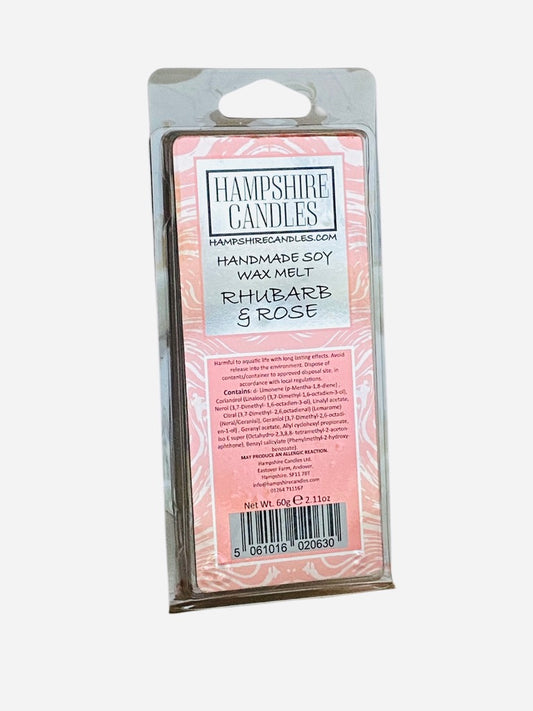 HAMPSHIRE
CANDLES
HAMPSHIRECANDLES.COM
HANDMADE SOY
WAX MELT
RHUBARB
& ROSE
Harmful to aquatic life with long lasting effects. Avoid
release into the environment. Dispose of
contents/container to approved disposal site, in
accordance with local regulations.
Contains: d- Limonene (p-Mentha-1,8-diene),
Coriandrol (Linalool) (3,7-Dimethyl-1,6-octadien-3-ol),
Nerol (3,7-Dimethyl-1,6-octadien-3-ol), Linalyl acetate,
Citral (3,7-Dimethyl- 2,6,octadienal) (Lemarome)
(Neral/Geranial), Geraniol (3,7-Dimethyl-2,6-octadi-
en-1-ol), Geranyl acetate, Allyl cyclohexyl propionate,
Iso E super (Octahydro-2,3,8,8-tetramethyl-2-aceton-
aphthone), Benzyl salicylate (Phenylmethyl-2-hydroxy-
benzoate).
MAY PRODUCE AN ALLERGIC REACTION.
Hampshire Candles Ltd.
Eastover Farm, Andover,
Hampshire. SP11 7BT
info@hampshirecandles.com
01264 711167
Net Wt. 60g e 2.11oz
5 061016 020630